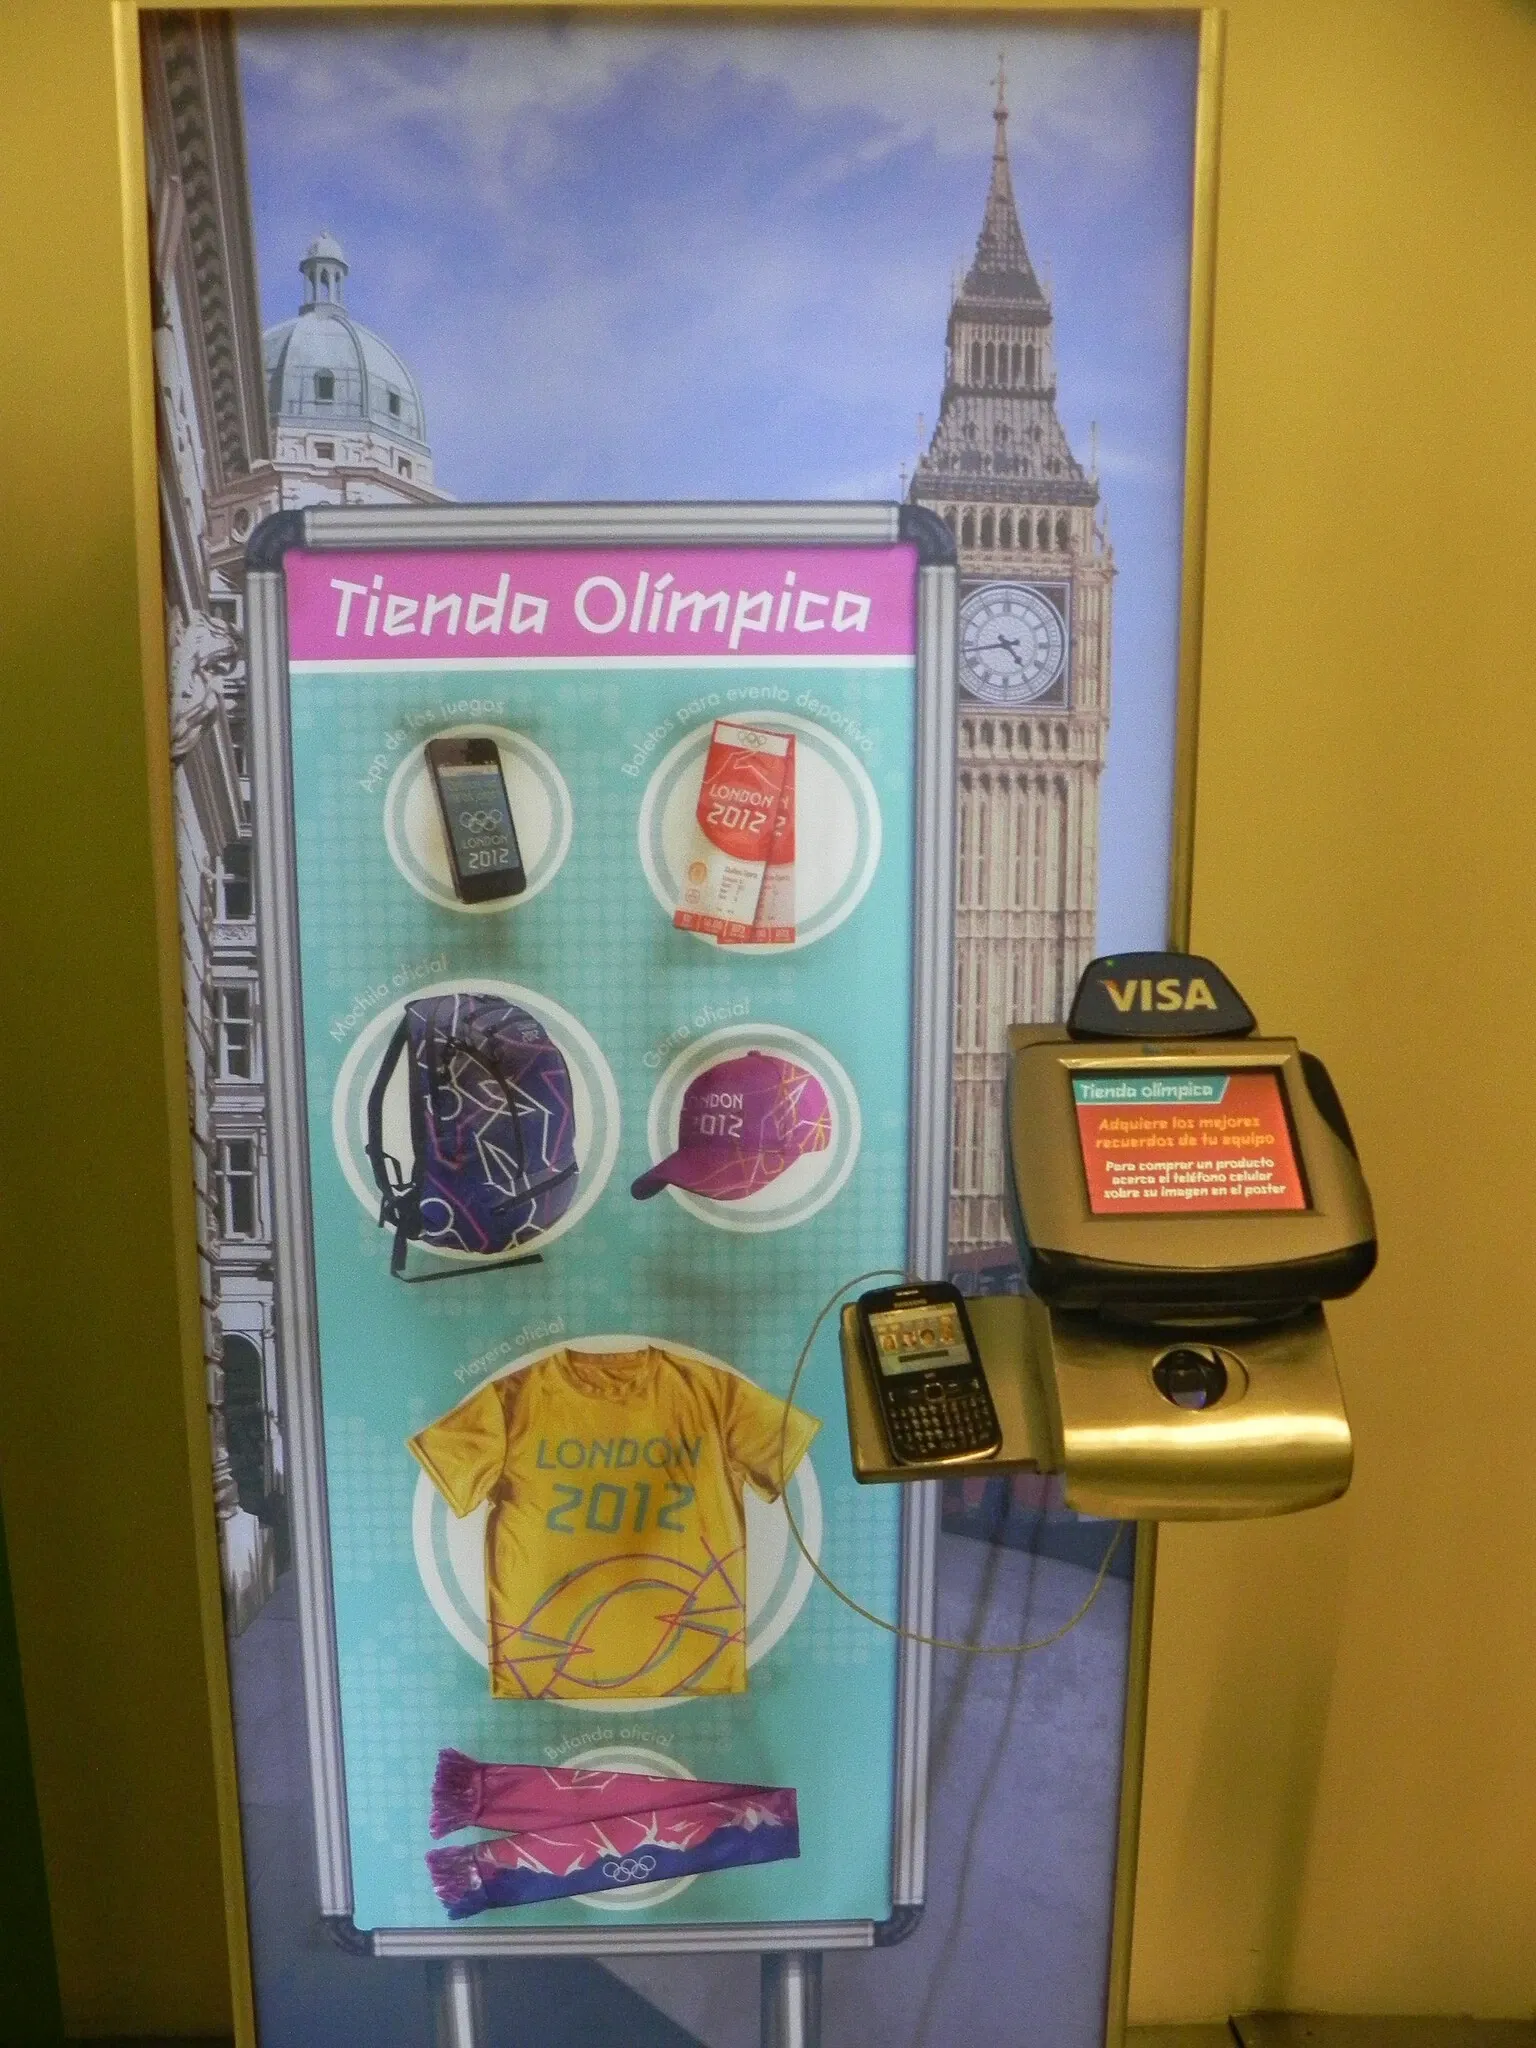 Tienda Olímpica
App de los juegos
Boletos para evento deportivo
LONDON
2012
LONDON
2012
Mochila oficial
Gorra oficial
LONDON
2012
Playera oficial
LONDON
2012
Bufanda oficial
VISA
Tienda olímpica
Adquiere los mejores
recuerdos de tu equipo
Para comprar un producto
acerca el teléfono celular
sobre su imagen en el poster